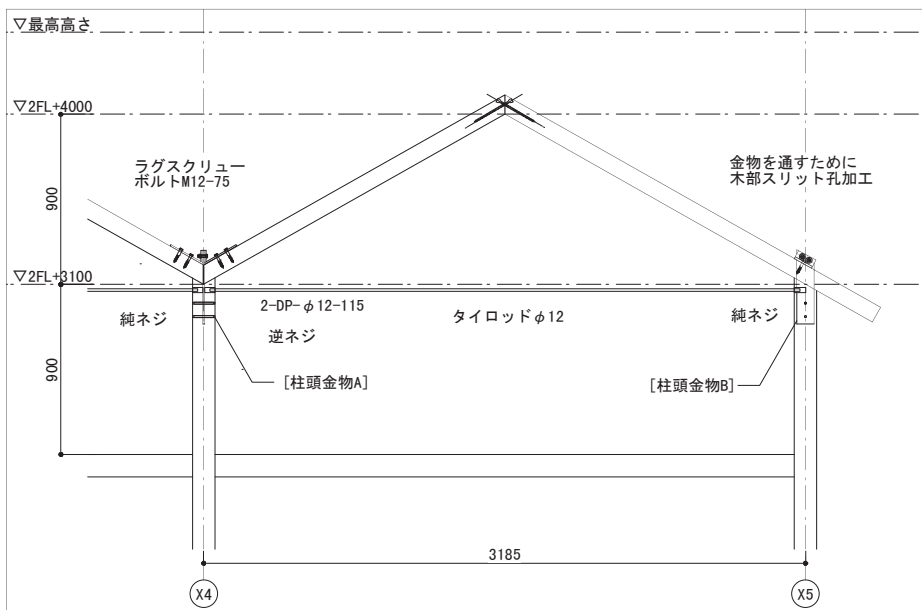 ▽最高高さ
▽2FL+4000
ラグスクリュー
ボルトM12-75
金物を通すために
木部スリット孔加工
900
▽2FL+3100
純ネジ
2-DP-φ12-115
逆ネジ
タイロッドφ12
純ネジ
[柱頭金物A]
[柱頭金物B]
900
3185
X4
X5